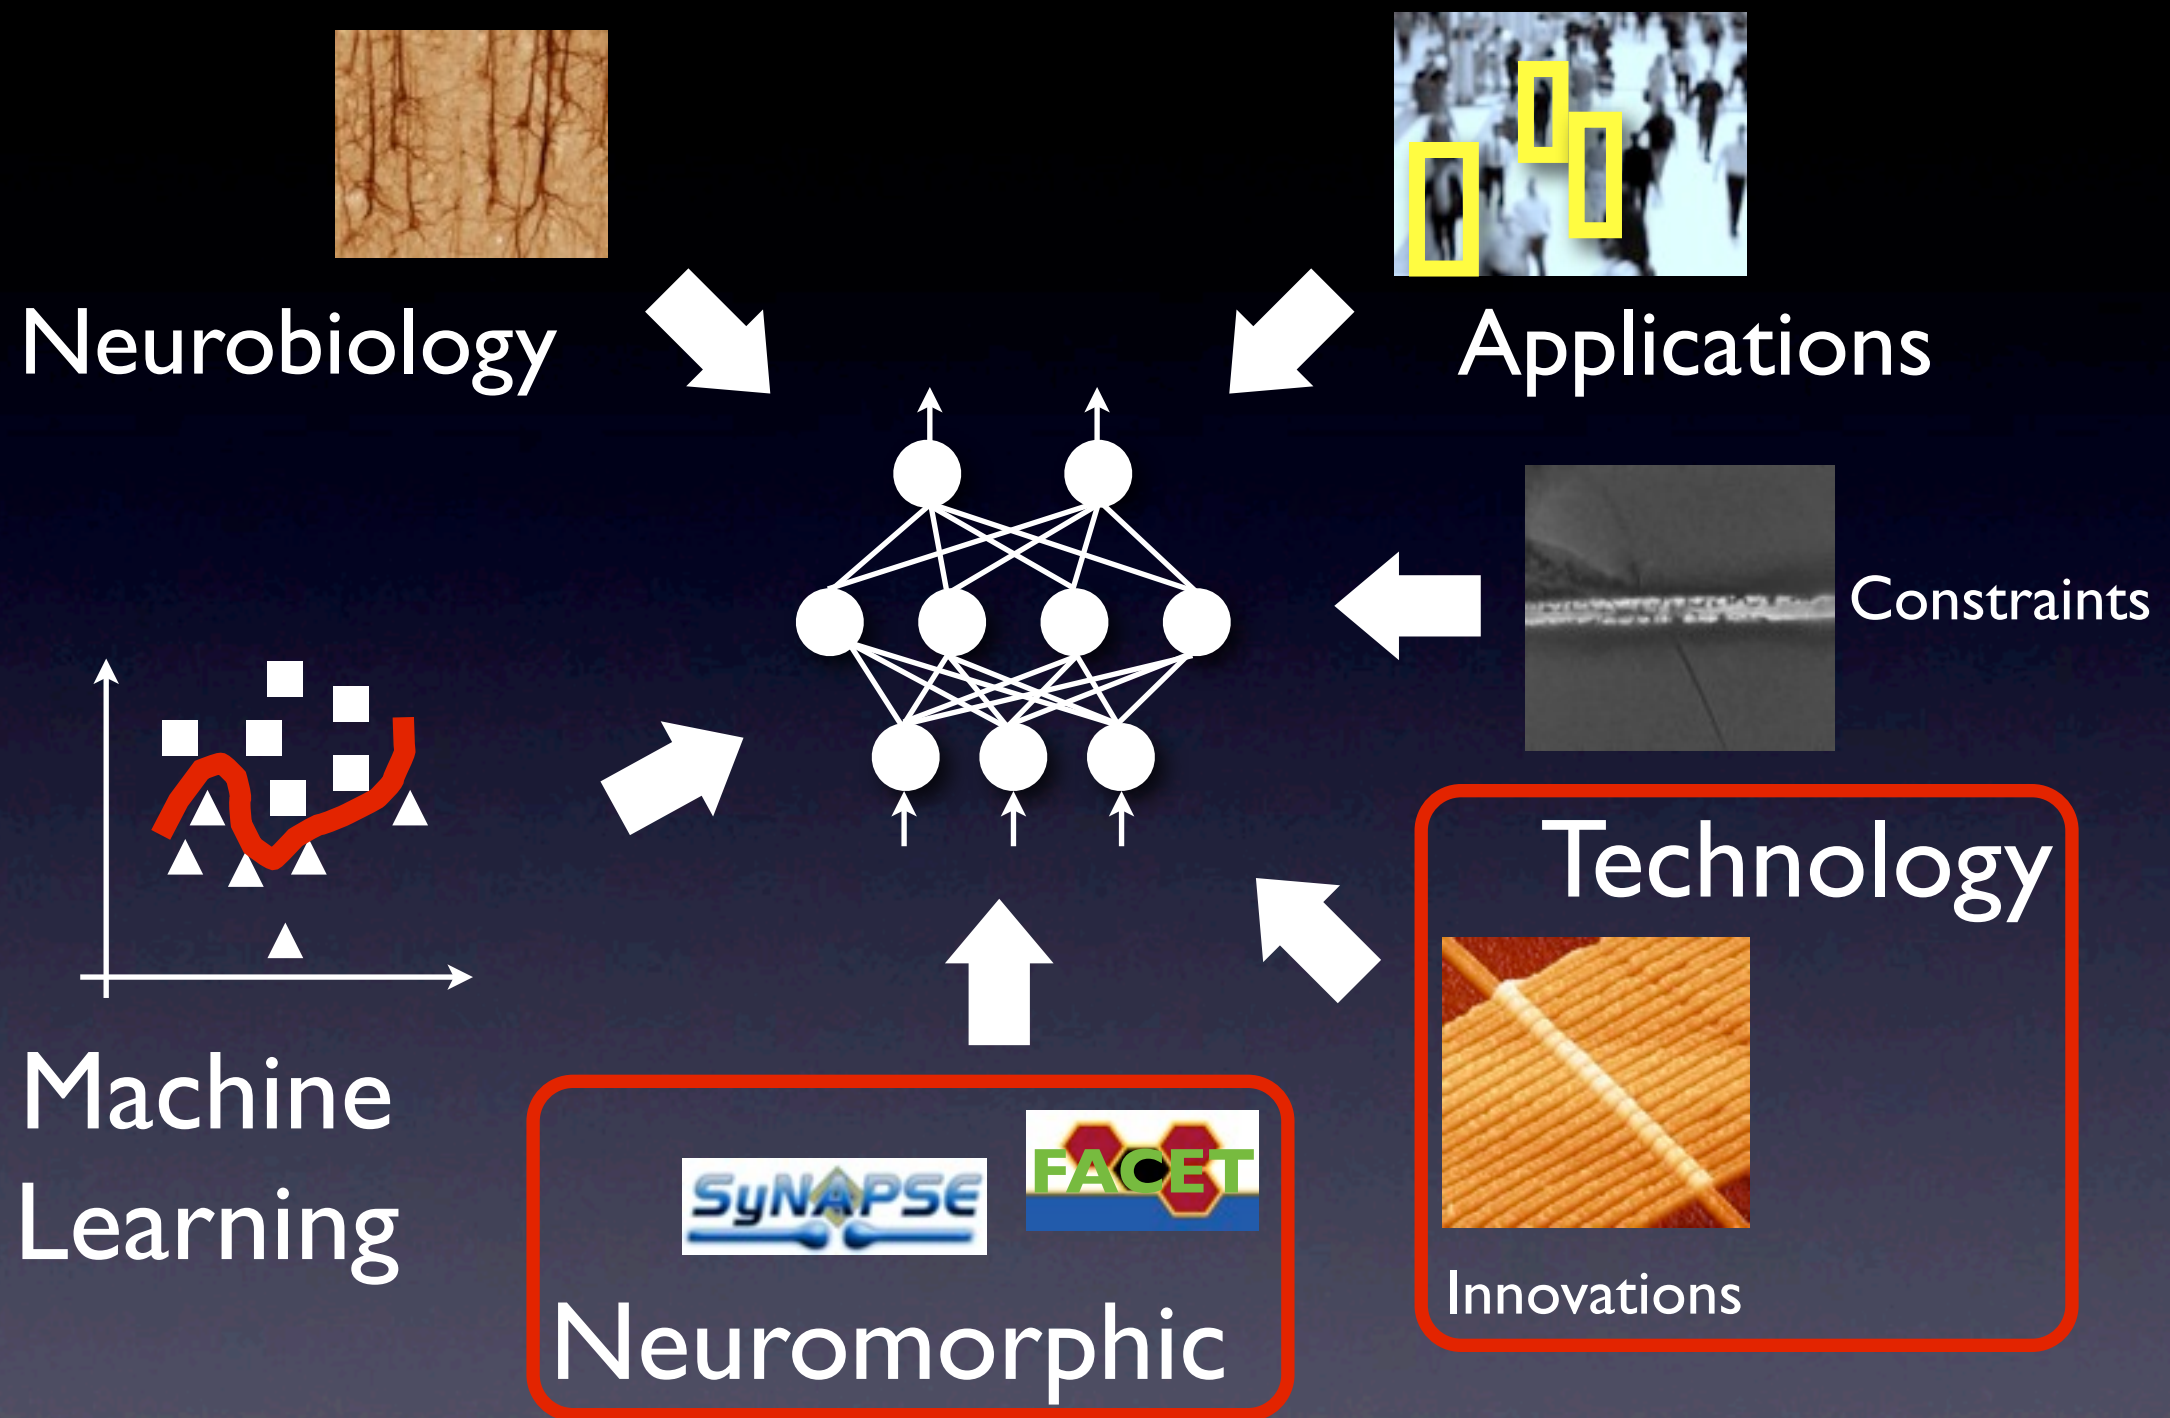 Neurobiology
Applications
Constraints
Technology
Machine
Learning
SyNAPSE
FACET
Innovations
Neuromorphic